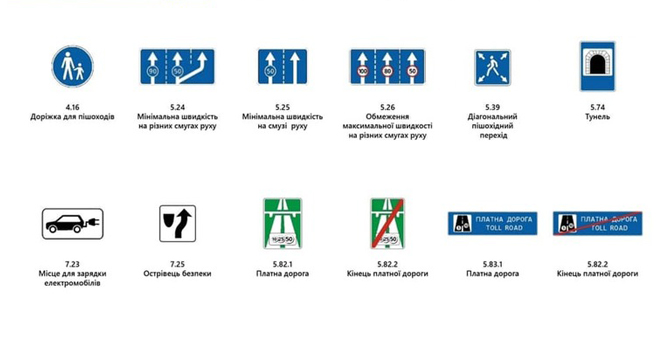 90
50
50
100
80
50
4.16
Доріжка для пішоходів
5.24
Мінімальна швидкість
на різних смугах руху
5.25
Мінімальна швидкість
на смузі руху
5.26
Обмеження
максимальної швидкості
на різних смугах руху
5.39
Діагональний
пішохідний
перехід
5.74
Тунель
ПЛАТНА ДОРОГА
TOLL ROAD
ПЛАТНА ДОРОГА
TOLL ROAD
7.23
Місце для зарядки
електромобілів
7.25
Острівець безпеки
5.82.1
Платна дорога
5.82.2
Кінець платної дороги
5.83.1
Платна дорога
5.82.2
Кінець платної дороги